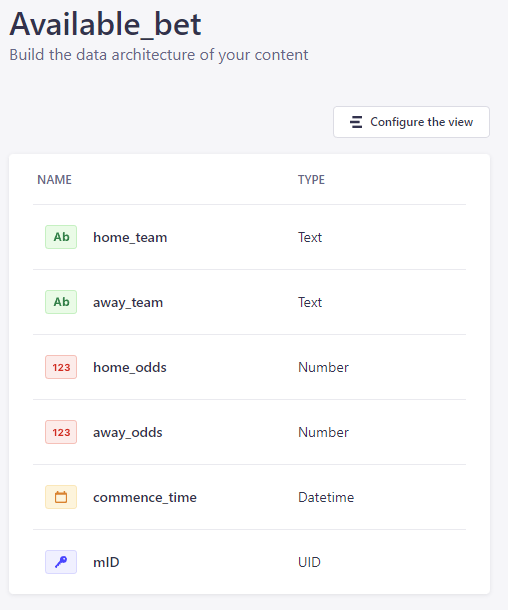 Available_bet
Build the data architecture of your content
Configure the view
NAME TYPE
Ab home_team Text
Ab away_team Text
123 home_odds Number
123 away_odds Number
commence_time Datetime
mID UID